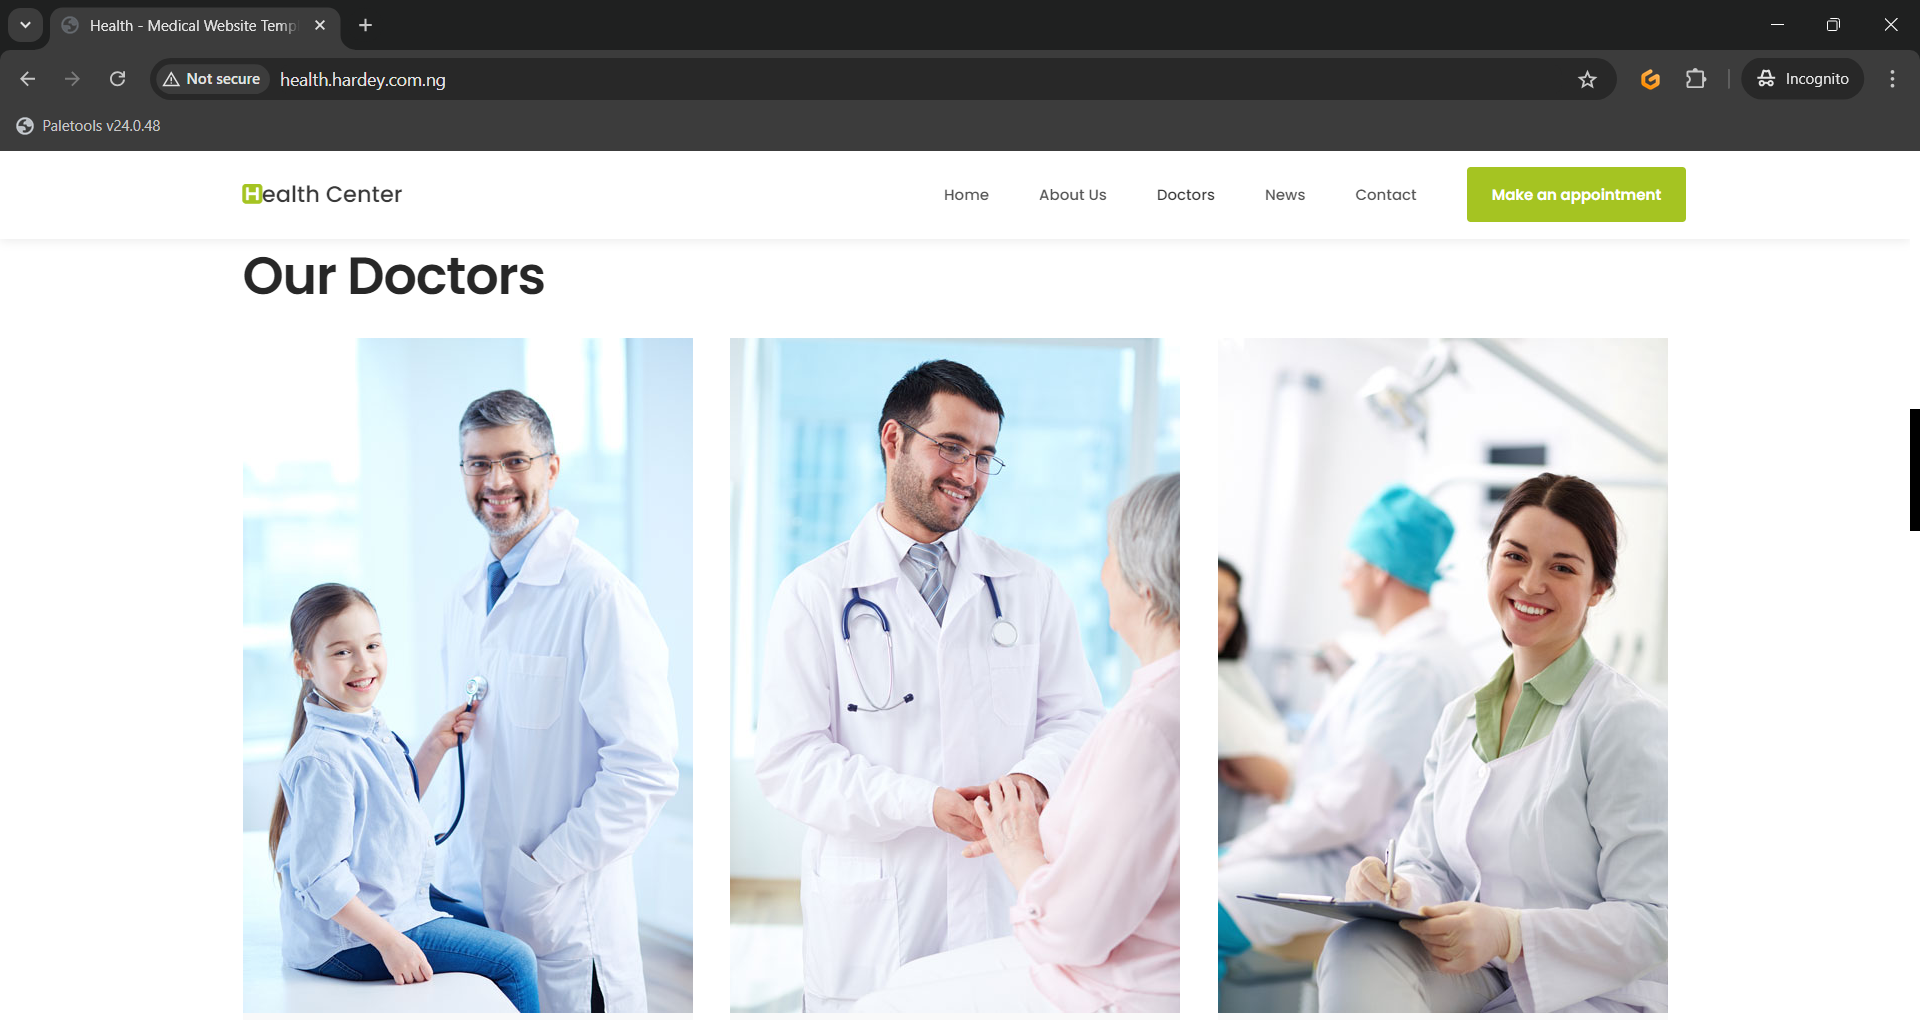 Health - Medical Website Temp
Not secure
health.hardey.com.ng
Incognito
Paletools v24.0.48
Health Center
Home
About Us
Doctors
News
Contact
Make an appointment
Our Doctors